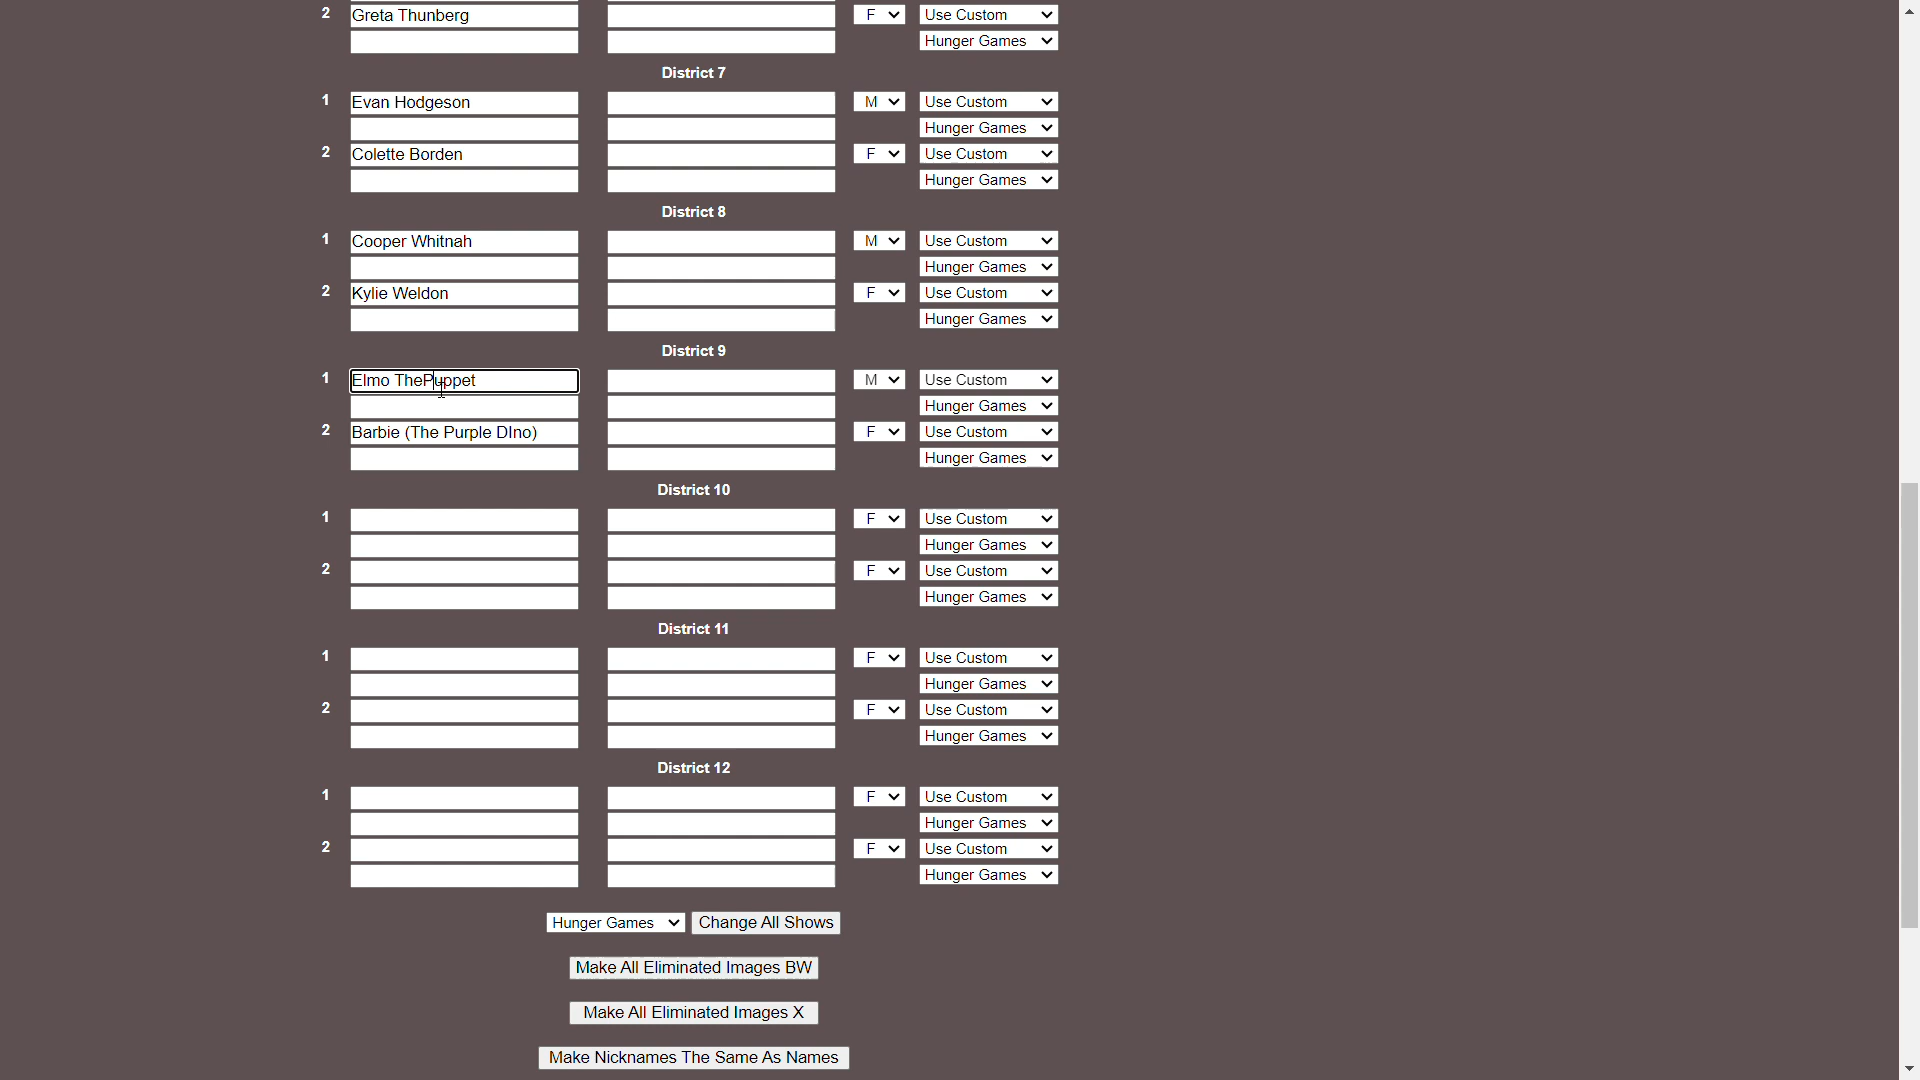 2 Greta Thunberg F Use Custom
Hunger Games
District 7
1 Evan Hodgeson M Use Custom
Hunger Games
2 Colette Borden F Use Custom
Hunger Games
District 8
1 Cooper Whitnah M Use Custom
Hunger Games
2 Kylie Weldon F Use Custom
Hunger Games
District 9
1 Elmo ThePuppet M Use Custom
Hunger Games
2 Barbie (The Purple DIno) F Use Custom
Hunger Games
District 10
1 F Use Custom
Hunger Games
2 F Use Custom
Hunger Games
District 11
1 F Use Custom
Hunger Games
2 F Use Custom
Hunger Games
District 12
1 F Use Custom
Hunger Games
2 F Use Custom
Hunger Games
Hunger Games Change All Shows
Make All Eliminated Images BW
Make All Eliminated Images X
Make Nicknames The Same As Names